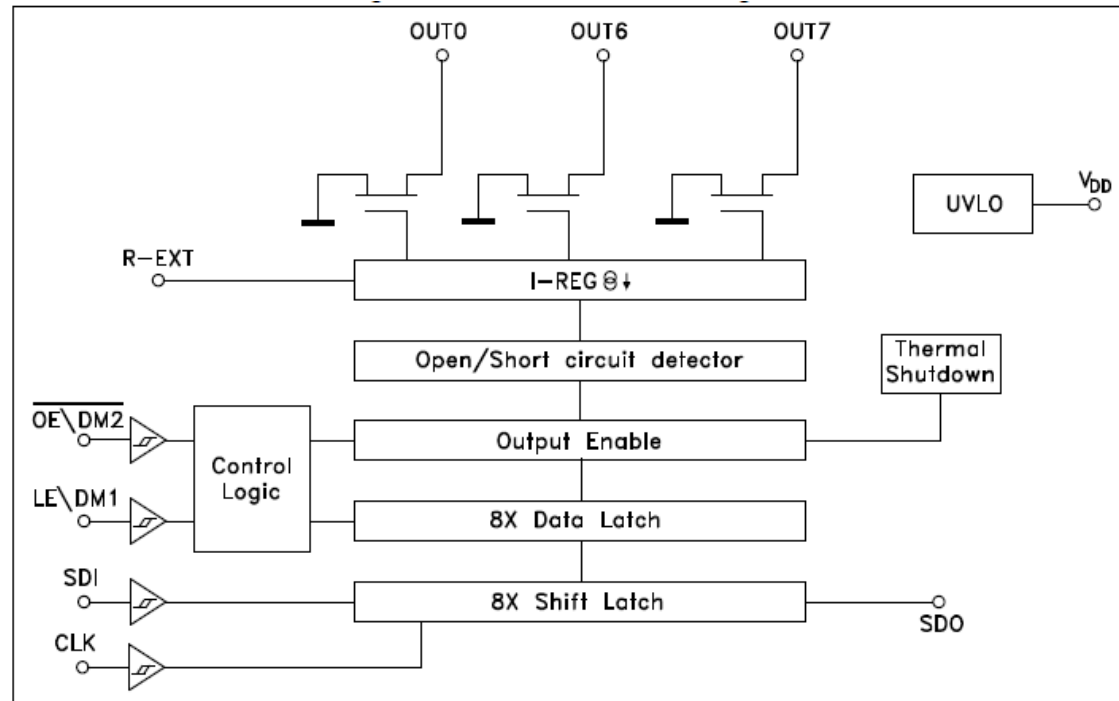 OUT0 OUT6 OUT7
UVLO
VDD
R-EXT
I-REG
Open/Short circuit detector
Thermal
Shutdown
OE\DM2
Output Enable
Control
Logic
LE\DM1
8X Data Latch
SDI
8X Shift Latch
SDO
CLK